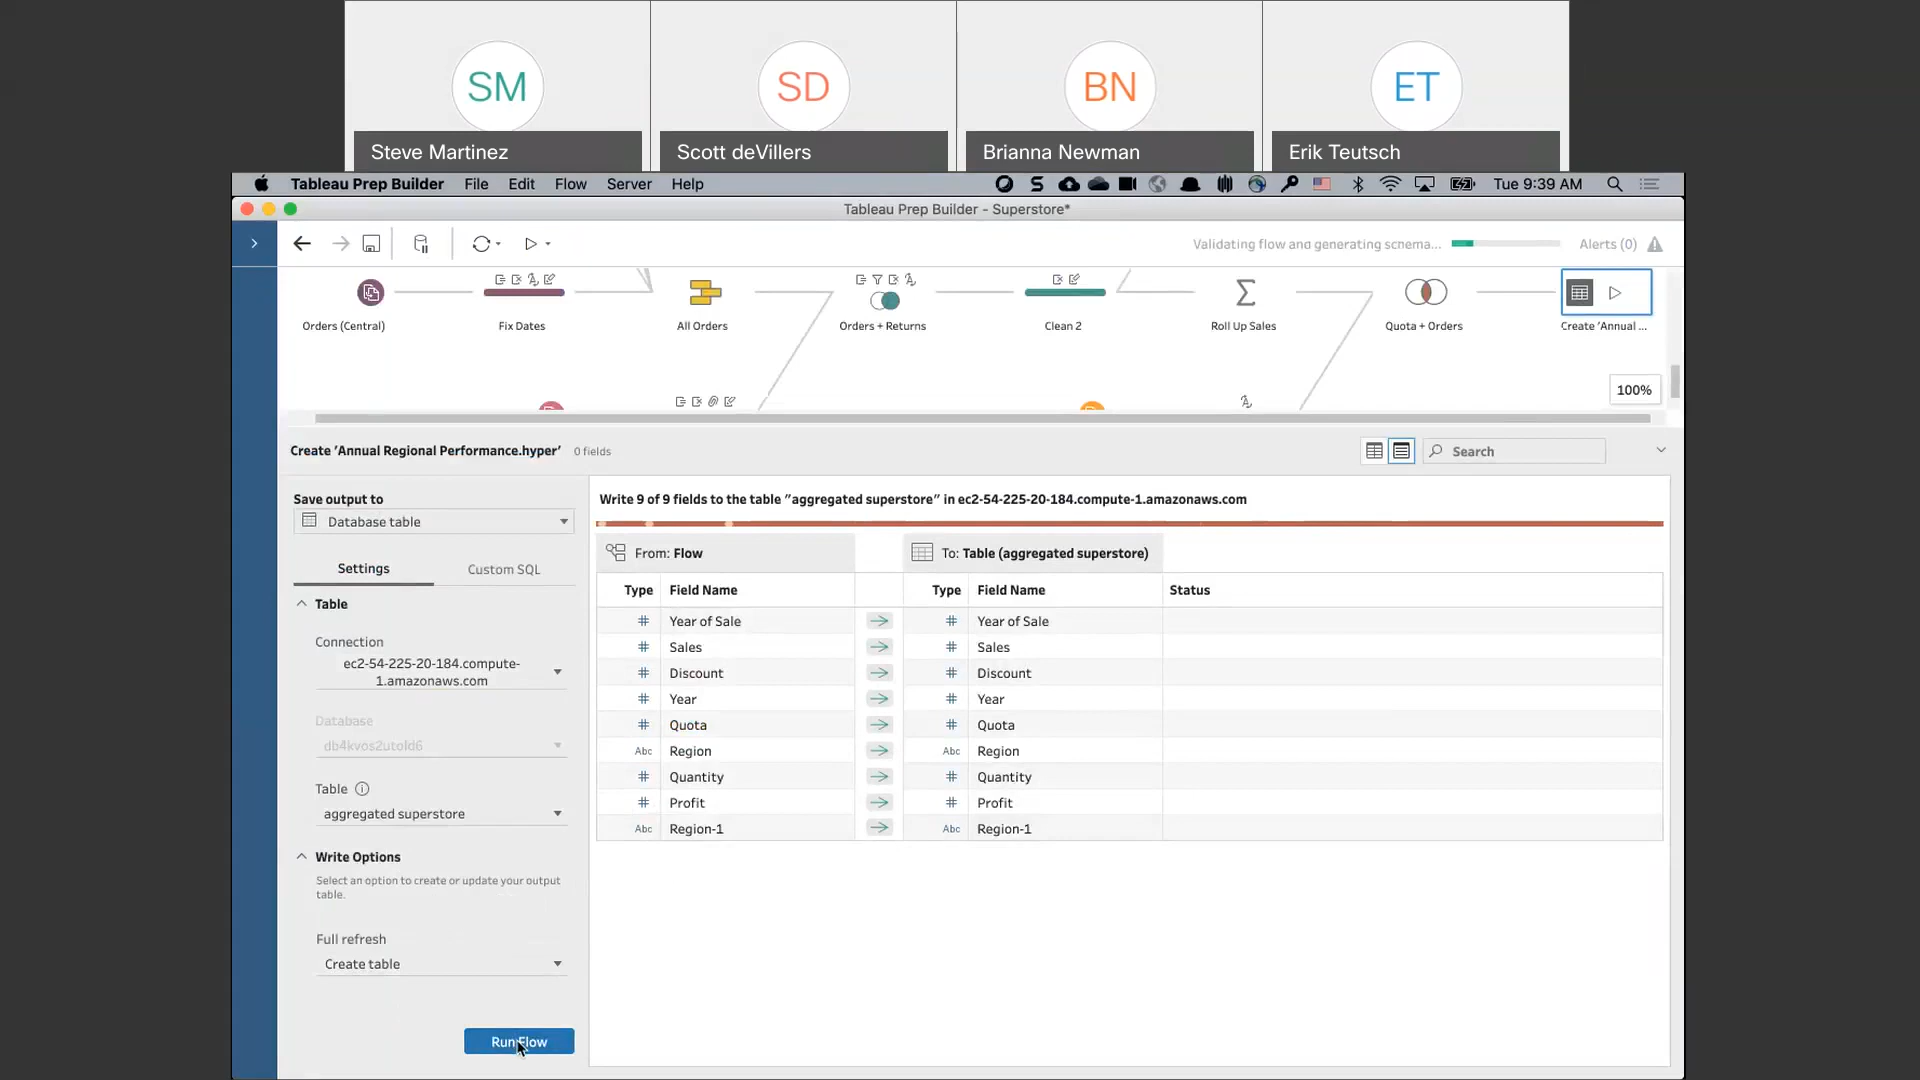 SM
SD
BN
ET
Steve Martinez
Scott deVillers
Brianna Newman
Erik Teutsch
Tableau Prep Builder File Edit Flow Server Help
Tue 9:39 AM
Tableau Prep Builder - Superstore*
Validating flow and generating schema...
Alerts (0)
Orders (Central)
Fix Dates
All Orders
Orders + Returns
Clean 2
Roll Up Sales
Quota + Orders
Create 'Annual ...
100%
Create 'Annual Regional Performance.hyper' 0 fields
Search
Save output to
Database table
Settings
Custom SQL
Table
Connection
ec2-54-225-20-184.compute-
1.amazonaws.com
Database
db4kvos2utold6
Table
aggregated superstore
Write Options
Select an option to create or update your output
table.
Full refresh
Create table
Run Flow
Write 9 of 9 fields to the table "aggregated superstore" in ec2-54-225-20-184.compute-1.amazonaws.com
From: Flow
To: Table (aggregated superstore)
Type Field Name Type Field Name Status
# Year of Sale # Year of Sale
# Sales # Sales
# Discount # Discount
# Year # Year
# Quota # Quota
Abc Region Abc Region
# Quantity # Quantity
# Profit # Profit
Abc Region-1 Abc Region-1